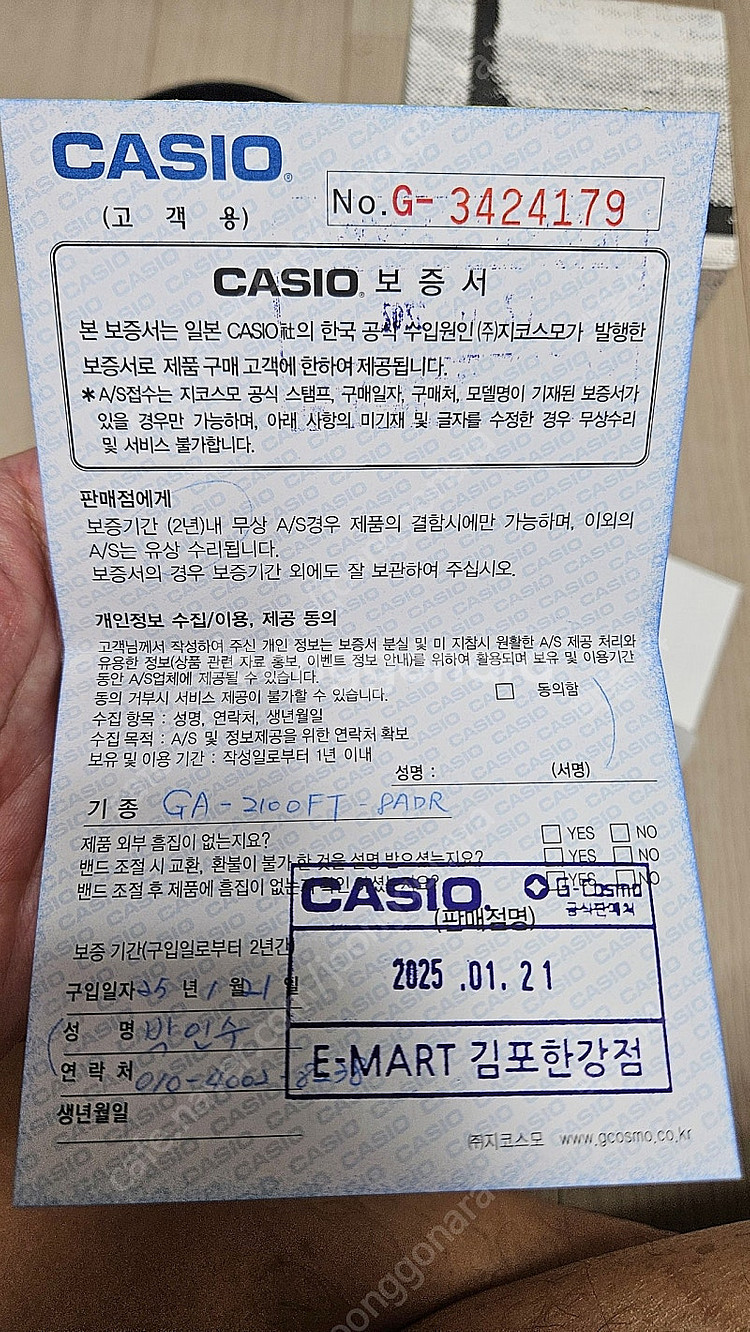 CASIO®
(고 객 용)
No. G- 3424179
CASIO. 보 증 서
본 보증서는 일본 CASIO社의 한국 공식 수입원인 (주)지코스모가 발행한
보증서로 제품 구매 고객에 한하여 제공됩니다.
*A/S접수는 지코스모 공식 스탬프, 구매일자, 구매처, 모델명이 기재된 보증서가
있을 경우만 가능하며, 아래 사항의 미기재 및 글자를 수정한 경우 무상수리
및 서비스 불가합니다.
판매점에게
보증기간 (2년)내 무상 A/S경우 제품의 결함시에만 가능하며, 이외의
A/S는 유상 수리됩니다.
보증서의 경우 보증기간 외에도 잘 보관하여 주십시오.
개인정보 수집/이용, 제공 동의
고객님께서 작성하여 주신 개인 정보는 보증서 분실 및 미 지참시 원활한 A/S 제공 처리와
유용한 정보(상품 관련 자료 홍보, 이벤트 정보 안내)를 위하여 활용되며 보유 및 이용기간
동안 A/S업체에 제공될 수 있습니다.
동의 거부시 서비스 제공이 불가할 수 있습니다. 동의함
수집 항목 : 성명, 연락처, 생년월일
수집 목적 : A/S 및 정보제공을 위한 연락처 확보
보유 및 이용 기간 : 작성일로부터 1년 이내
성명 : (서명)
기 종 GA-2100FT-8ADR
제품 외부 흠집이 없는지요? YES NO
밴드 조절 시 교환, 환불이 불가한 것을 설명 받으셨는지요? YES NO
밴드 조절 후 제품에 흠집이 없는 YES NO
CASIO. G-Cosmo
공식판매처
(판매점명)
보증 기간(구입일로부터 2년간)
2025 .01. 21
구입일자 25 년 1 월 21 일
성 명 박인수
E-MART 김포한강점
연 락 처 010-4002
생년월일
(주)지코스모 www.gcosmo.co.kr